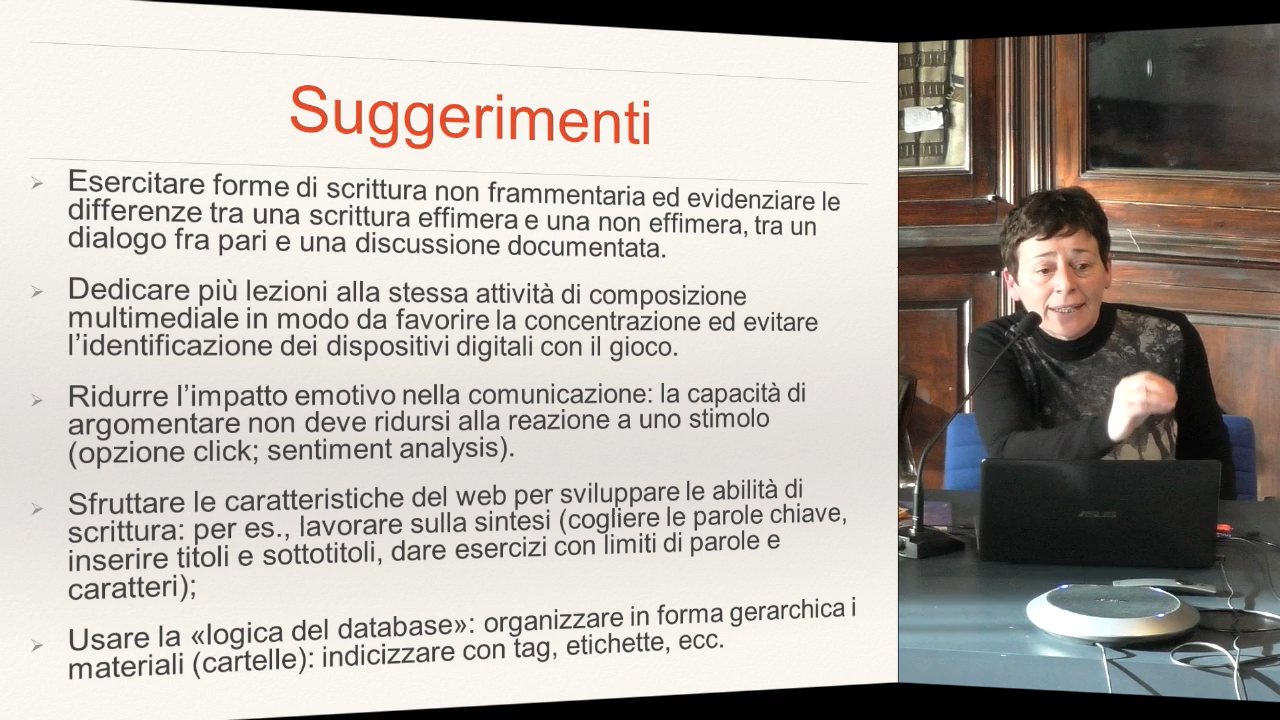 Suggerimenti
Esercitare forme di scrittura non frammentaria ed evidenziare le
differenze tra una scrittura effimera e una non effimera, tra un
dialogo fra pari e una discussione documentata.
Dedicare più lezioni alla stessa attività di composizione
multimediale in modo da favorire la concentrazione ed evitare
l’identificazione dei dispositivi digitali con il gioco.
Ridurre l’impatto emotivo nella comunicazione: la capacità di
argomentare non deve ridursi alla reazione a uno stimolo
(opzione click; sentiment analysis).
Sfruttare le caratteristiche del web per sviluppare le abilità di
scrittura: per es., lavorare sulla sintesi (cogliere le parole chiave,
inserire titoli e sottotitoli, dare esercizi con limiti di parole e
caratteri);
Usare la «logica del database»: organizzare in forma gerarchica i
materiali (cartelle): indicizzare con tag, etichette, ecc.
ASUS